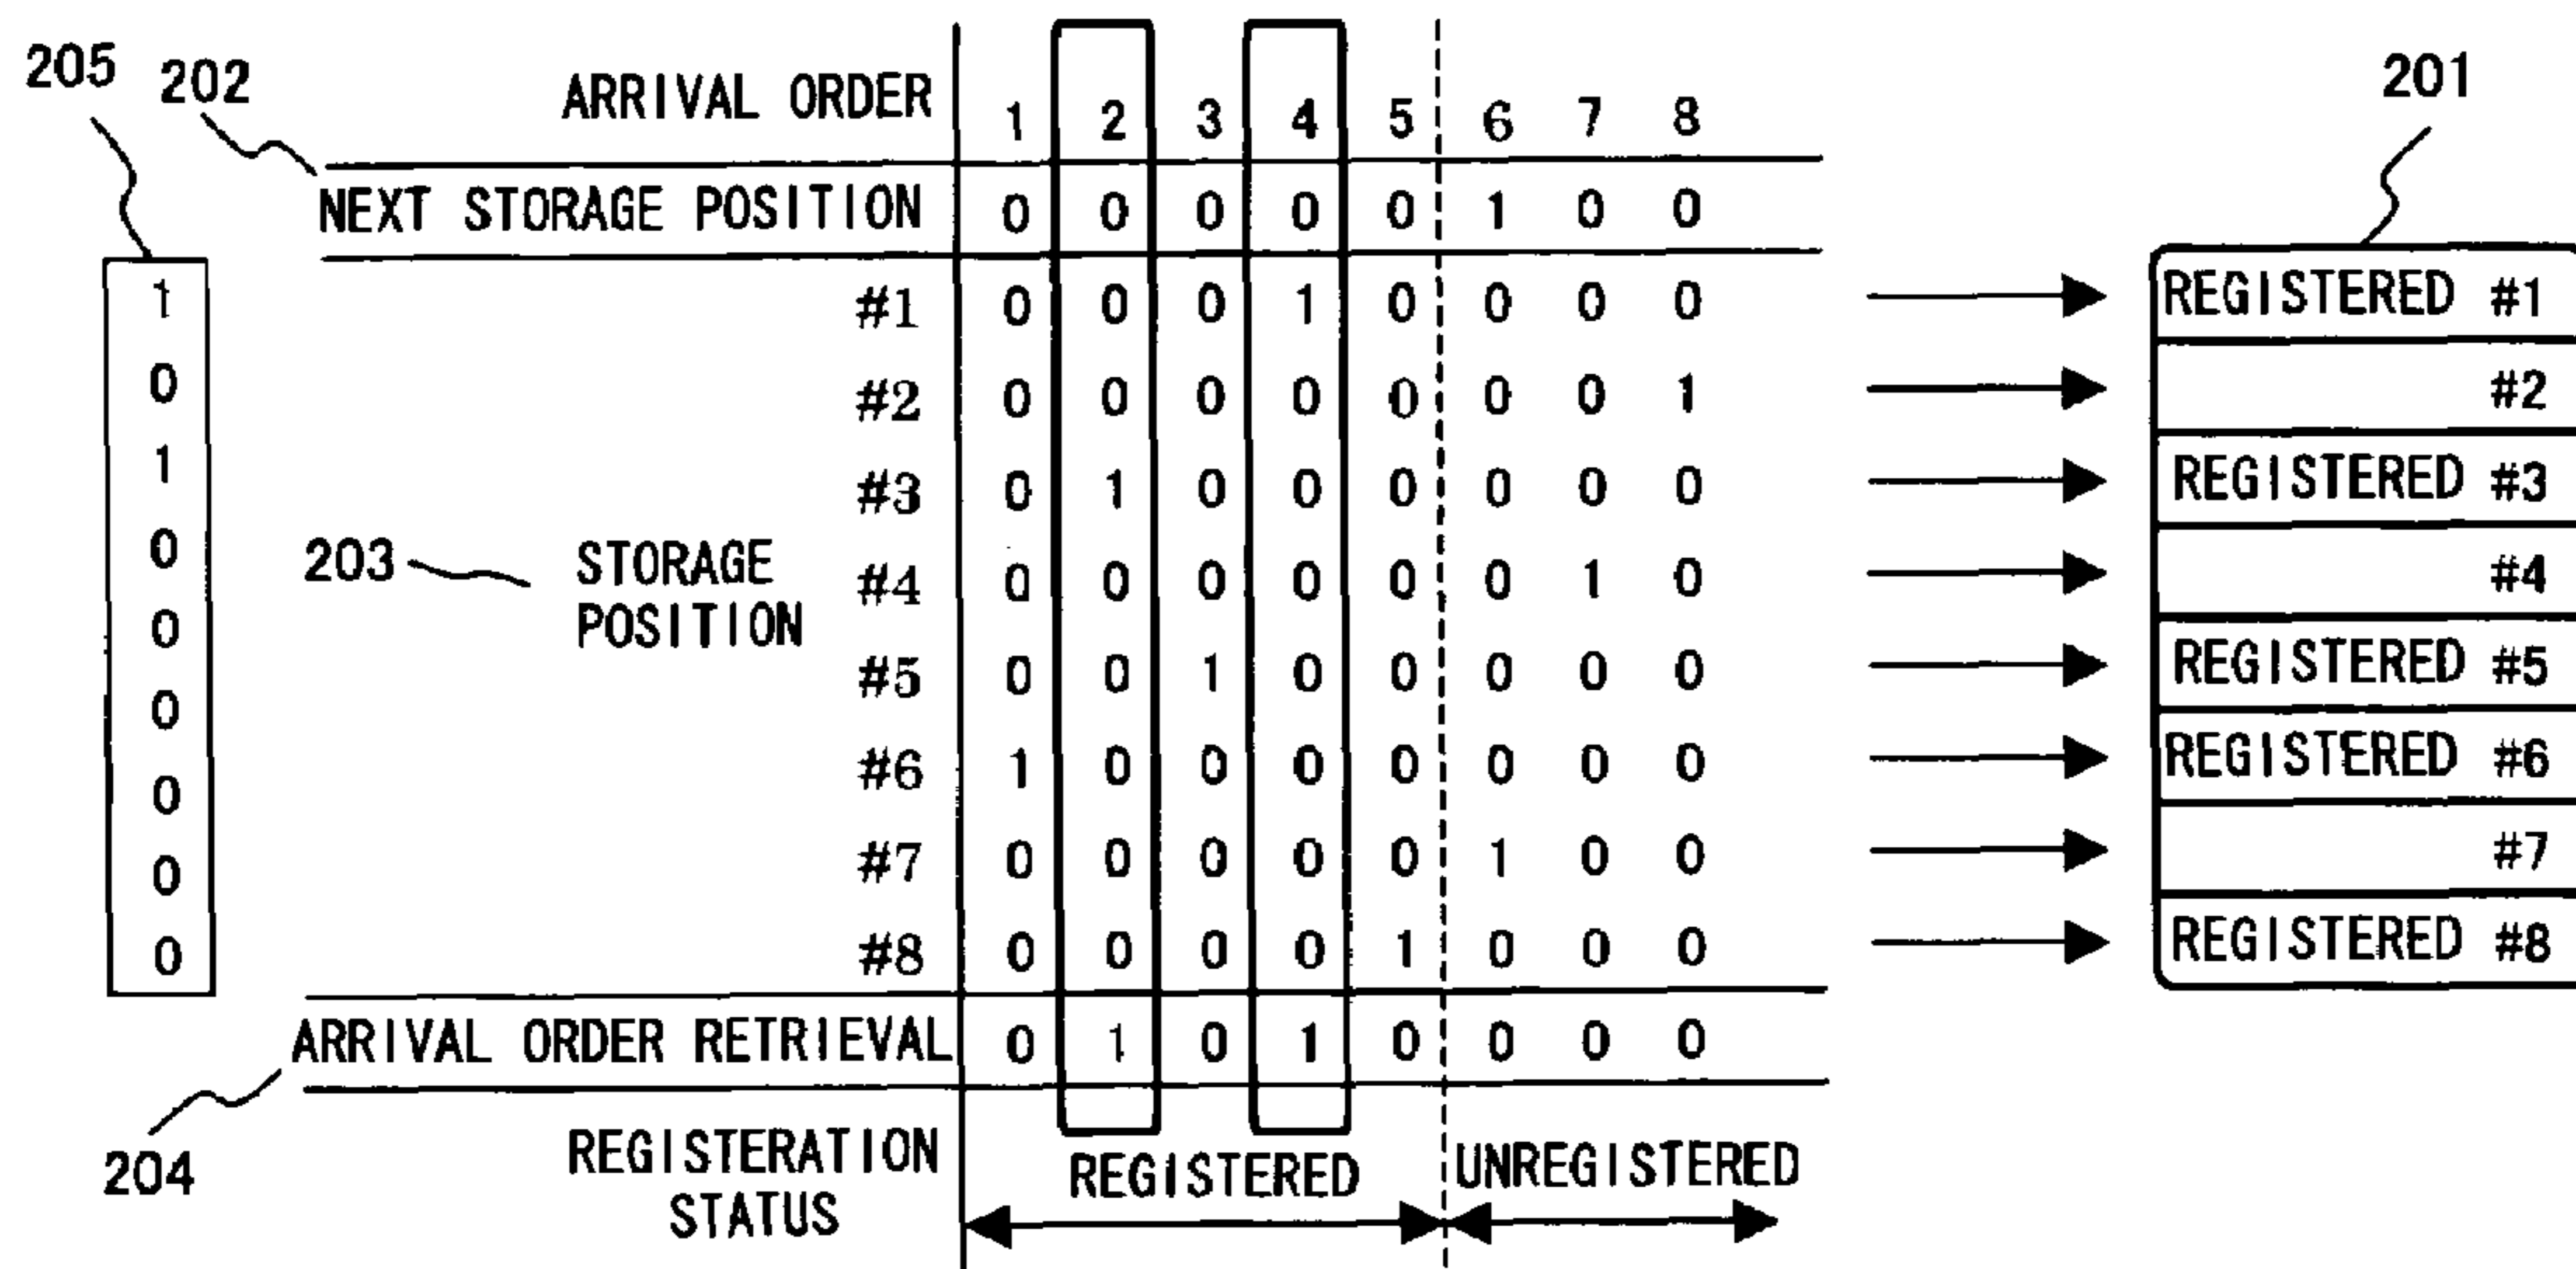 205
202
201
ARRIVAL ORDER 1 2 3 4 5 6 7 8
NEXT STORAGE POSITION 0 0 0 0 0 1 0 0
1
0
1
0
0
0
0
0
0
203
STORAGE
POSITION
#1 0 0 0 1 0 0 0 0
#2 0 0 0 0 0 0 0 1
#3 0 1 0 0 0 0 0 0
#4 0 0 0 0 0 0 1 0
#5 0 0 1 0 0 0 0 0
#6 1 0 0 0 0 0 0 0
#7 0 0 0 0 0 1 0 0
#8 0 0 0 0 1 0 0 0
ARRIVAL ORDER RETRIEVAL 0 1 0 1 0 0 0 0
204
REGISTERATION
STATUS
REGISTERED
UNREGISTERED
REGISTERED #1
#2
REGISTERED #3
#4
REGISTERED #5
REGISTERED #6
#7
REGISTERED #8